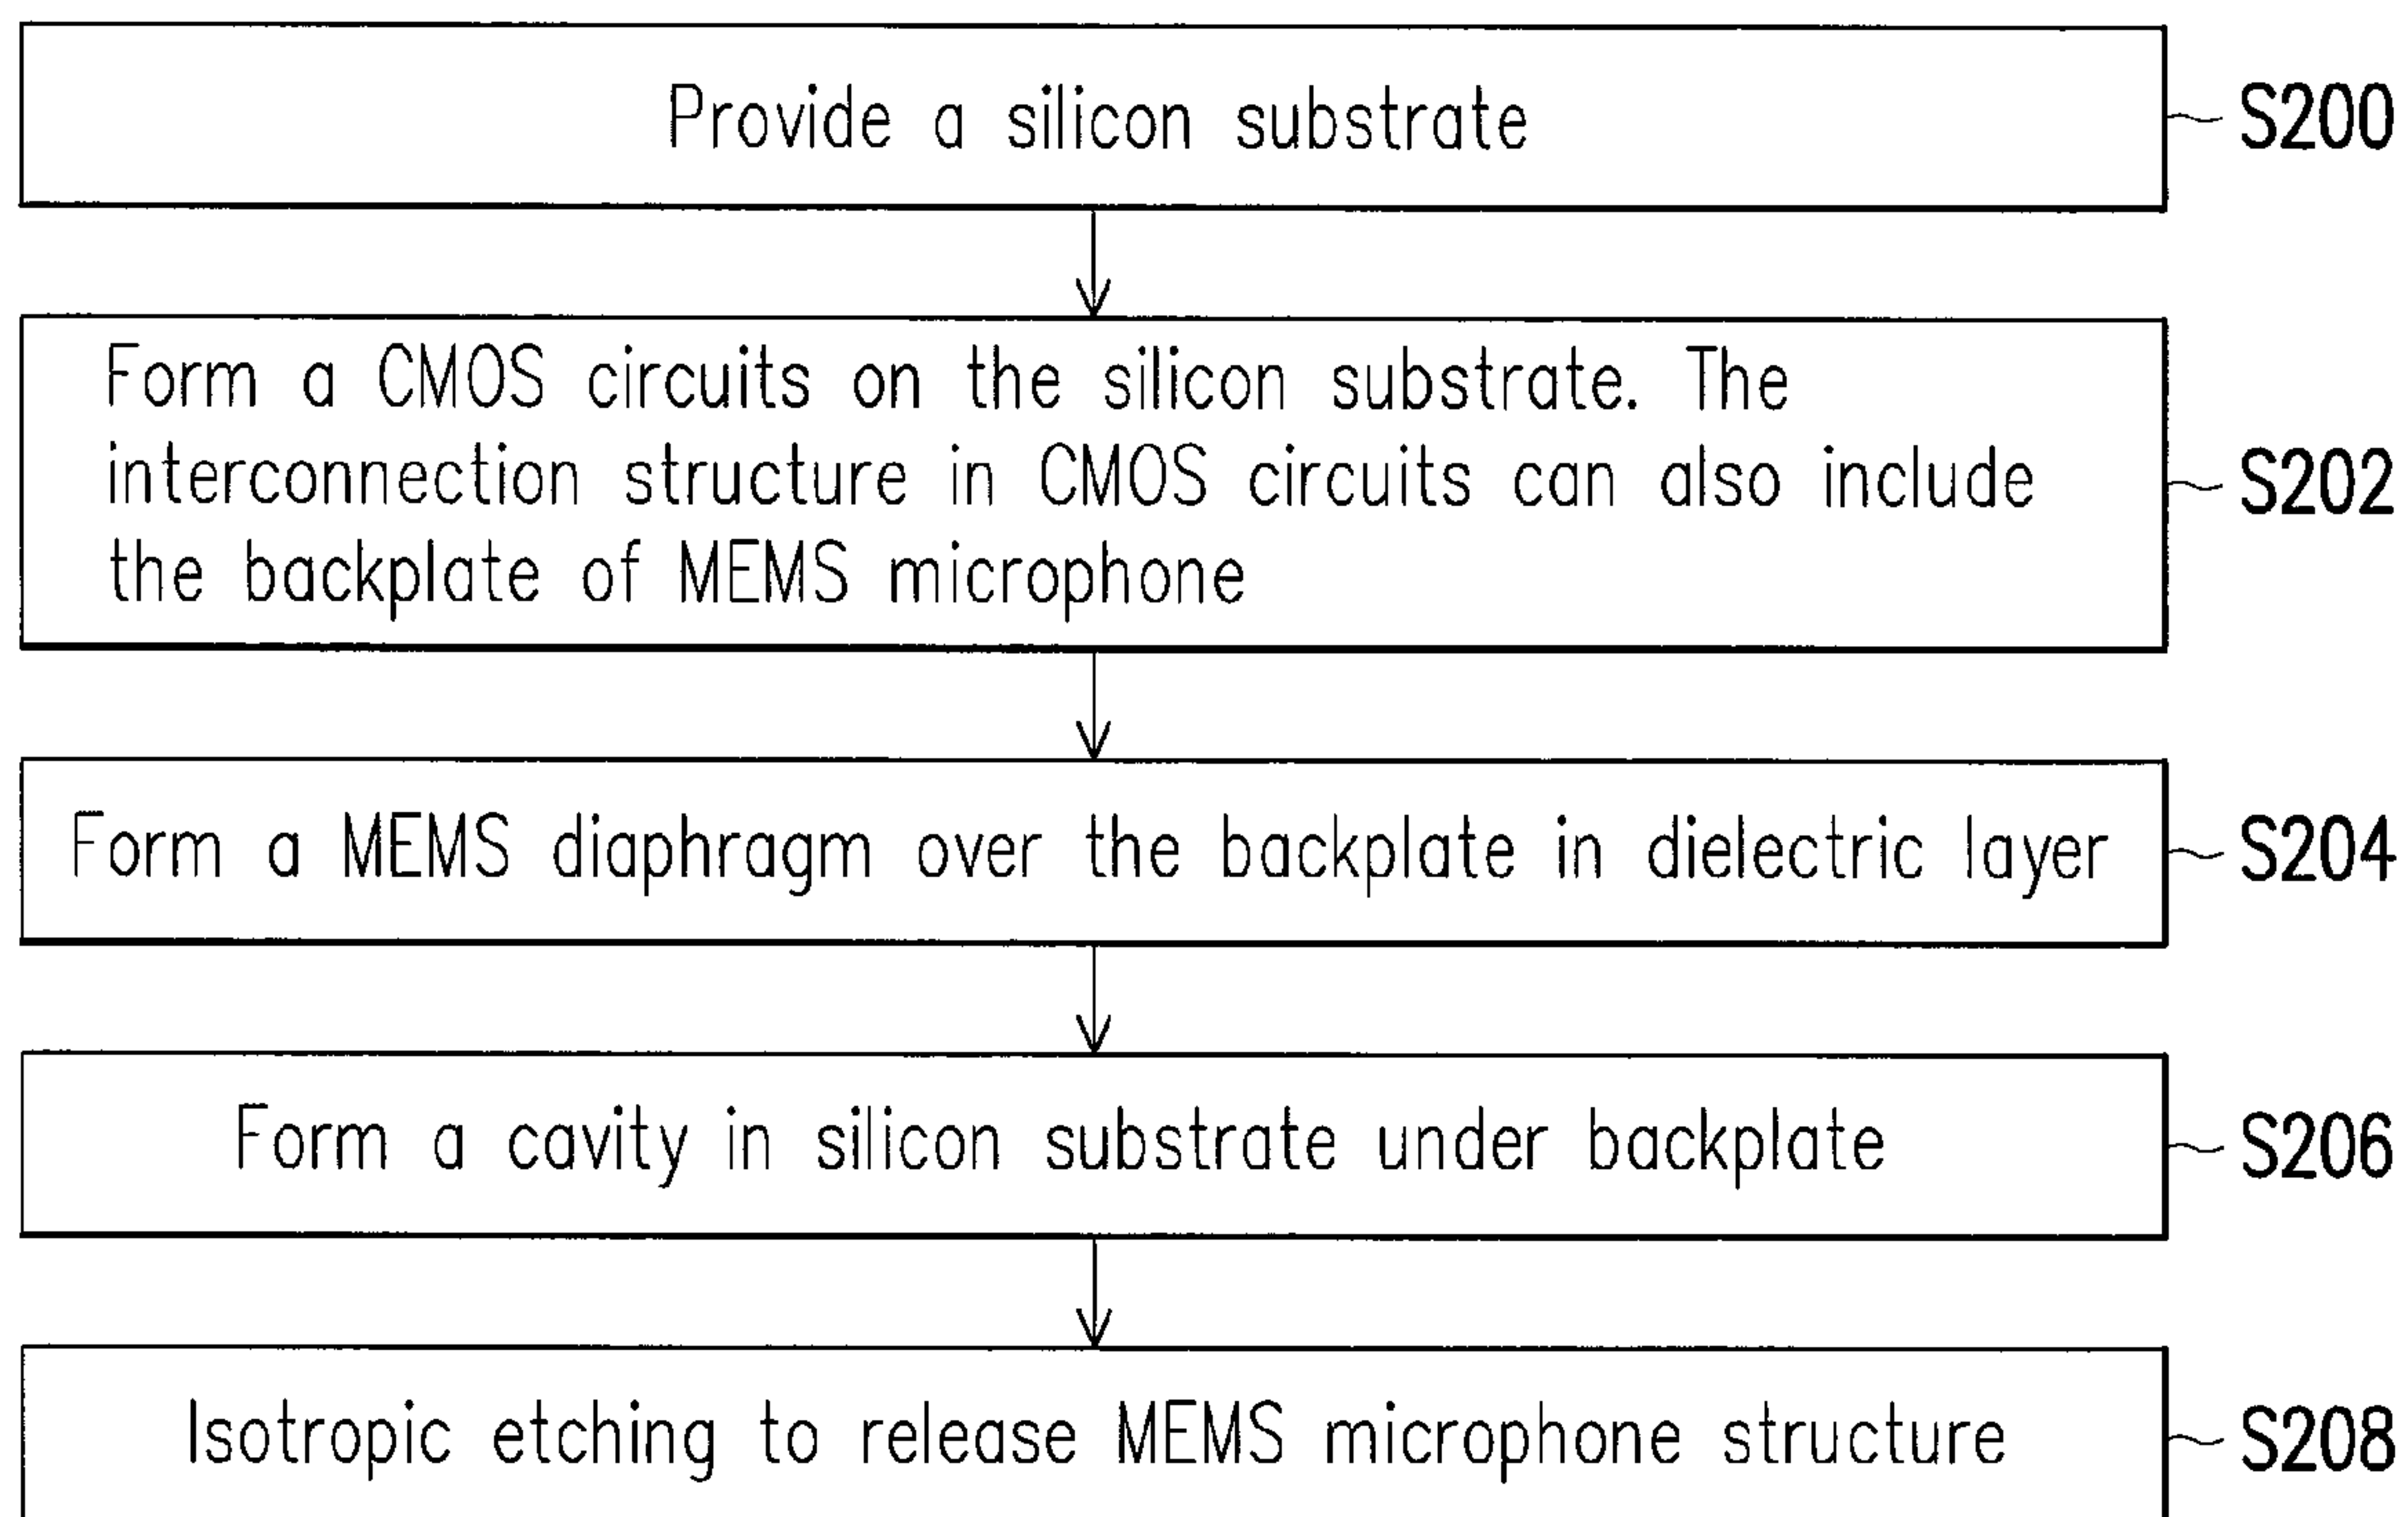 Provide a silicon substrate
S200
Form a CMOS circuits on the silicon substrate. The
interconnection structure in CMOS circuits can also include
the backplate of MEMS microphone
S202
Form a MEMS diaphragm over the backplate in dielectric layer
S204
Form a cavity in silicon substrate under backplate
S206
Isotropic etching to release MEMS microphone structure
S208